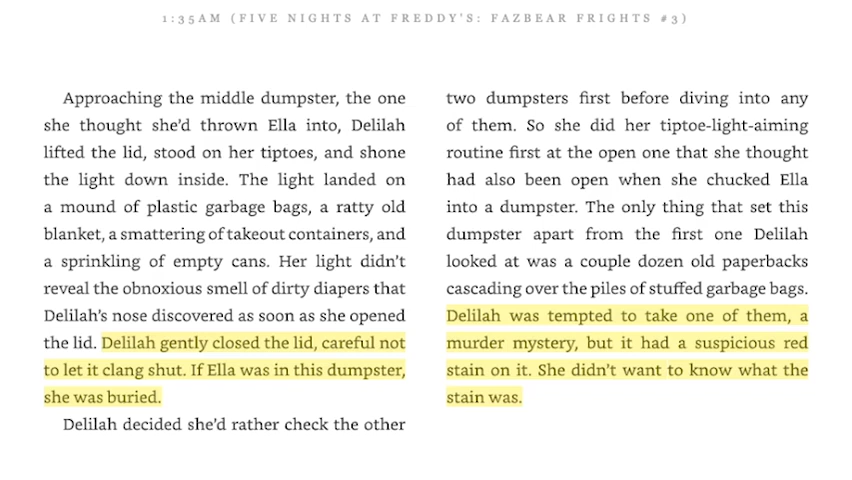 1:35AM (FIVE NIGHTS AT FREDDY'S: FAZBEAR FRIGHTS #3)
Approaching the middle dumpster, the one
she thought she'd thrown Ella into, Delilah
lifted the lid, stood on her tiptoes, and shone
the light down inside. The light landed on
a mound of plastic garbage bags, a ratty old
blanket, a smattering of takeout containers, and
a sprinkling of empty cans. Her light didn't
reveal the obnoxious smell of dirty diapers that
Delilah's nose discovered as soon as she opened
the lid. Delilah gently closed the lid, careful not
to let it clang shut. If Ella was in this dumpster,
she was buried.
Delilah decided she'd rather check the other
two dumpsters first before diving into any
of them. So she did her tiptoe-light-aiming
routine first at the open one that she thought
had also been open when she chucked Ella
into a dumpster. The only thing that set this
dumpster apart from the first one Delilah
looked at was a couple dozen old paperbacks
cascading over the piles of stuffed garbage bags.
Delilah was tempted to take one of them, a
murder mystery, but it had a suspicious red
stain on it. She didn't want to know what the
stain was.